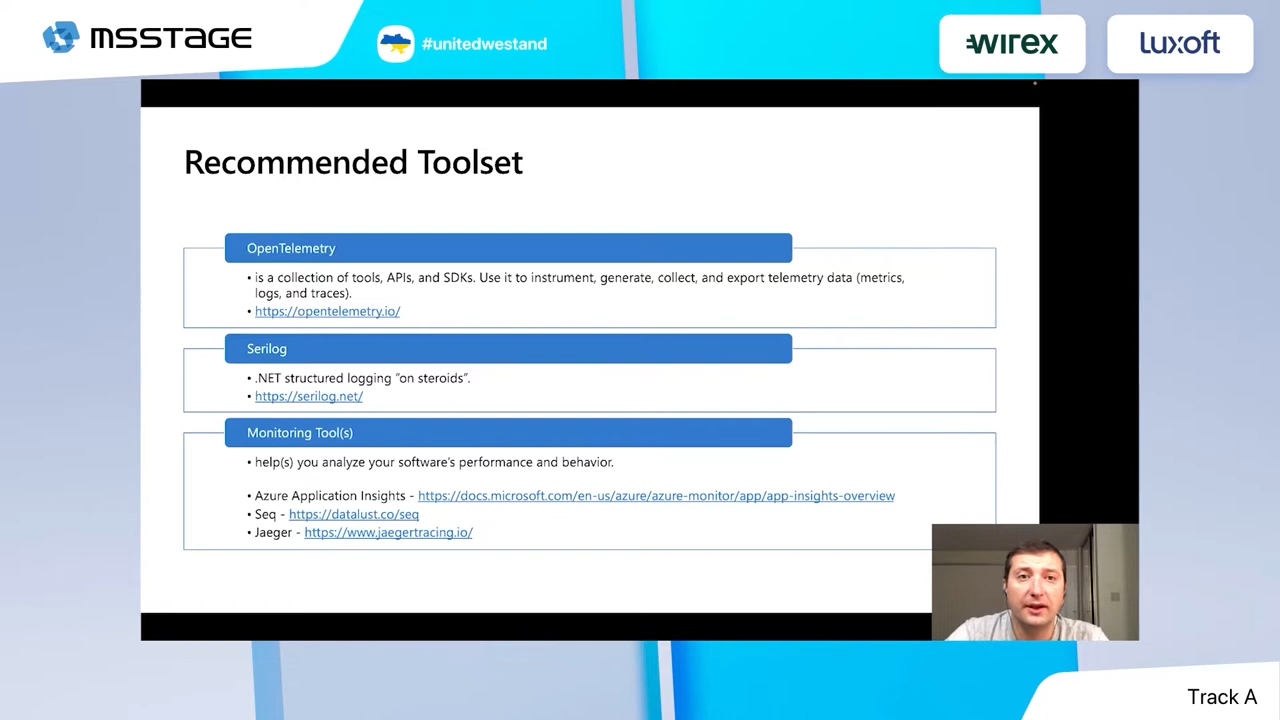 MSSTAGE
#unitedwestand
wirex
luxoft
Recommended Toolset
OpenTelemetry
• is a collection of tools, APIs, and SDKs. Use it to instrument, generate, collect, and export telemetry data (metrics,
logs, and traces).
• https://opentelemetry.io/
Serilog
• .NET structured logging “on steroids”.
• https://serilog.net/
Monitoring Tool(s)
• help(s) you analyze your software's performance and behavior.
• Azure Application Insights - https://docs.microsoft.com/en-us/azure/azure-monitor/app/app-insights-overview
• Seq - https://datalust.co/seq
• Jaeger - https://www.jaegertracing.io/
Track A